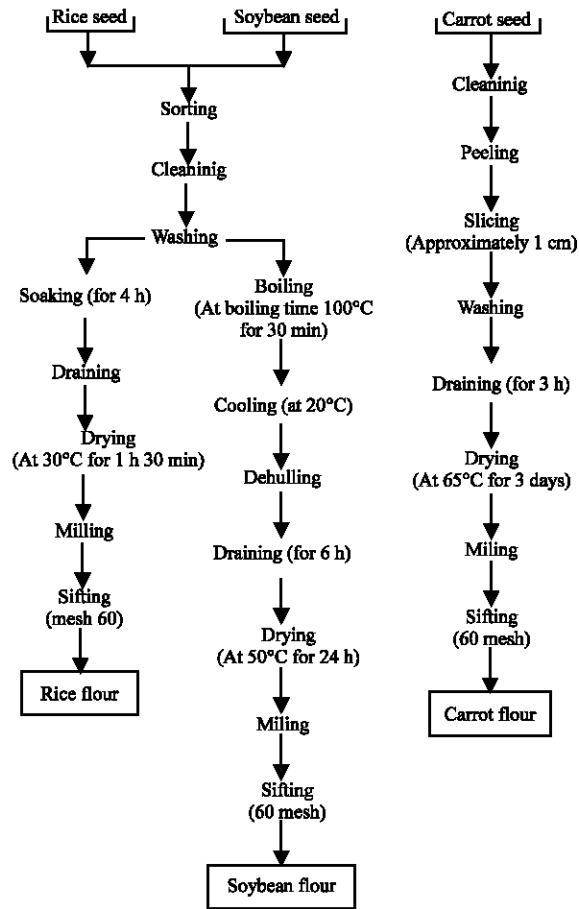 Rice seed
Soybean seed
Sorting
Cleaninig
Washing
Soaking (for 4 h)
Draining
Drying
(At 30°C for 1 h 30 min)
Milling
Sifting
(mesh 60)
Rice flour
Boiling
(At boiling time 100°C
for 30 min)
Cooling (at 20°C)
Dehulling
Draining (for 6 h)
Drying
(At 50°C for 24 h)
Miling
Sifting
(60 mesh)
Soybean flour
Carrot seed
Cleaninig
Peeling
Slicing
(Approximately 1 cm)
Washing
Draining (for 3 h)
Drying
(At 65°C for 3 days)
Miling
Sifting
(60 mesh)
Carrot flour